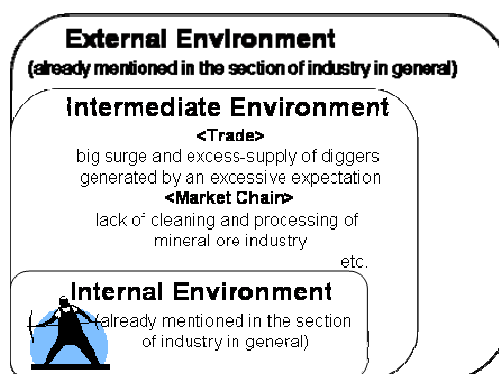 External Environment
(already mentioned in the section of industry in general)
Intermediate Environment
<Trade>
big surge and excess-supply of diggers
generated by an excessive expectation
<Market Chain>
lack of cleaning and processing of
mineral ore industry
etc.
Internal Environment
(already mentioned in the section
of industry in general)